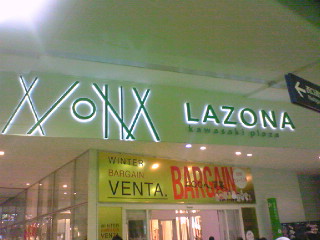 LAZONA
kawasaki plaza
WINTER
BARGAIN
VENTA.
BARGAIN